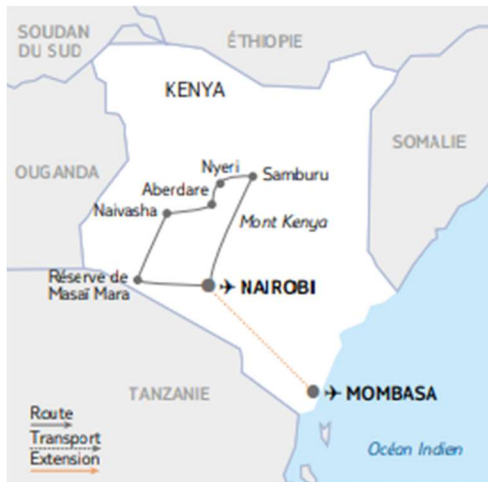 SOUDAN
DU SUD
ÉTHIOPIE
KENYA
SOMALIE
OUGANDA
Nyeri
Samburu
Aberdare
Naivasha
Mont Kenya
Réserve de
Masaï Mara
NAIROBI
TANZANIE
MOMBASA
Route
Transport
Extension
Océan Indien